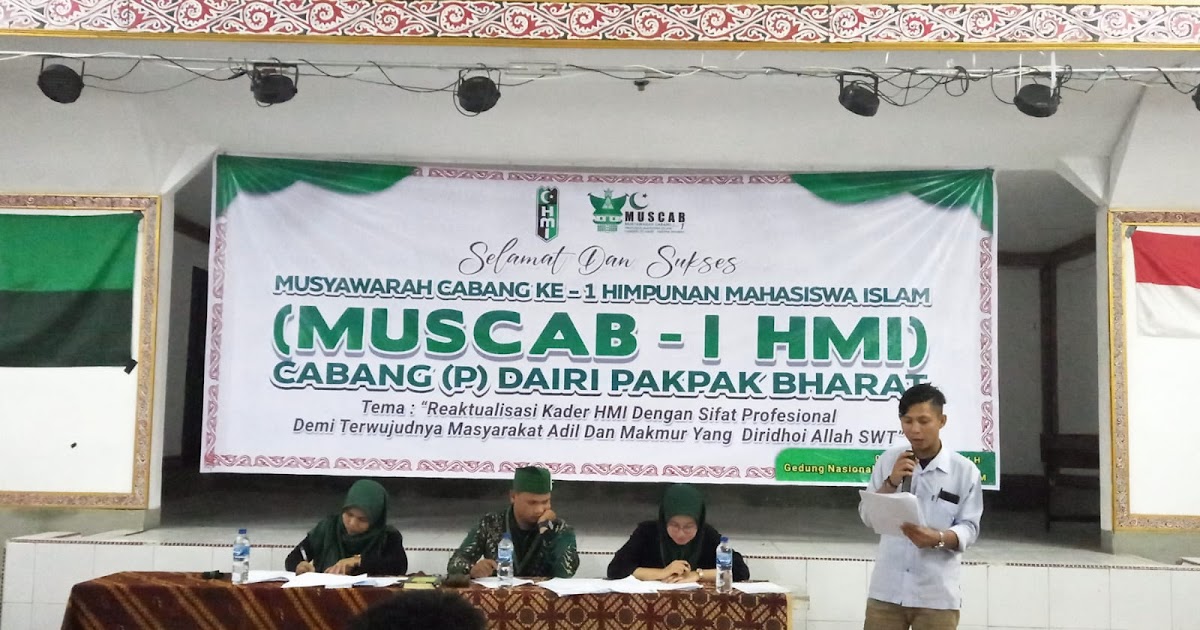 HMI
MUSCAB
Selamat Dan Sukses
MUSYAWARAH CABANG KE - 1 HIMPUNAN MAHASISWA ISLAM
(MUSCAB - I HMI)
CABANG (P) DAIRI PAKPAK BHARAT
Tema : "Reaktualisasi Kader HMI Dengan Sifat Profesional
Demi Terwujudnya Masyarakat Adil Dan Makmur Yang Diridhoi Allah SWT"
Gedung Nasional